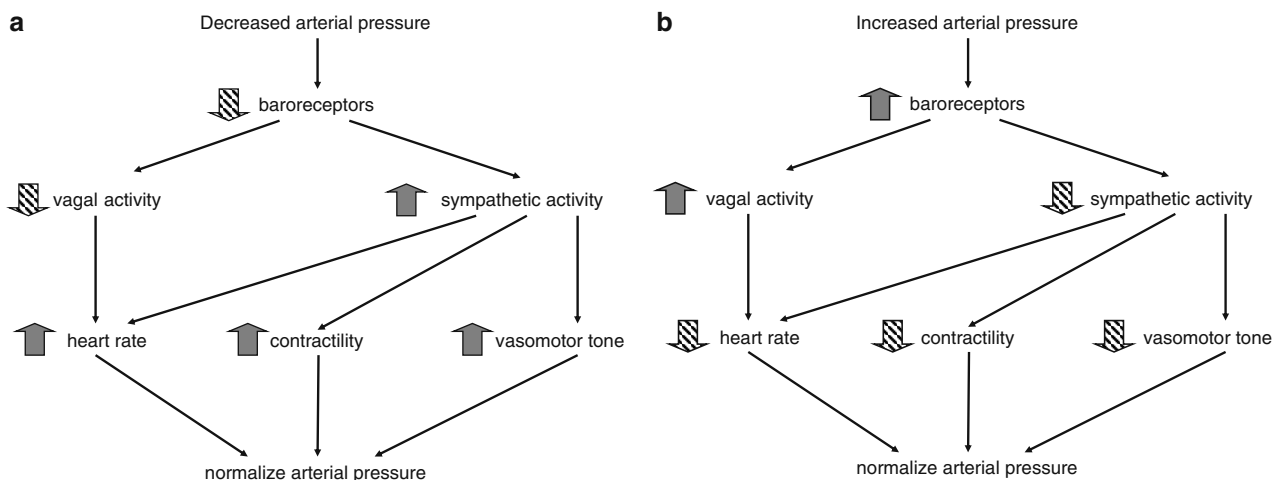 a
Decreased arterial pressure
baroreceptors
vagal activity
sympathetic activity
heart rate
contractility
vasomotor tone
normalize arterial pressure
b
Increased arterial pressure
baroreceptors
vagal activity
sympathetic activity
heart rate
contractility
vasomotor tone
normalize arterial pressure